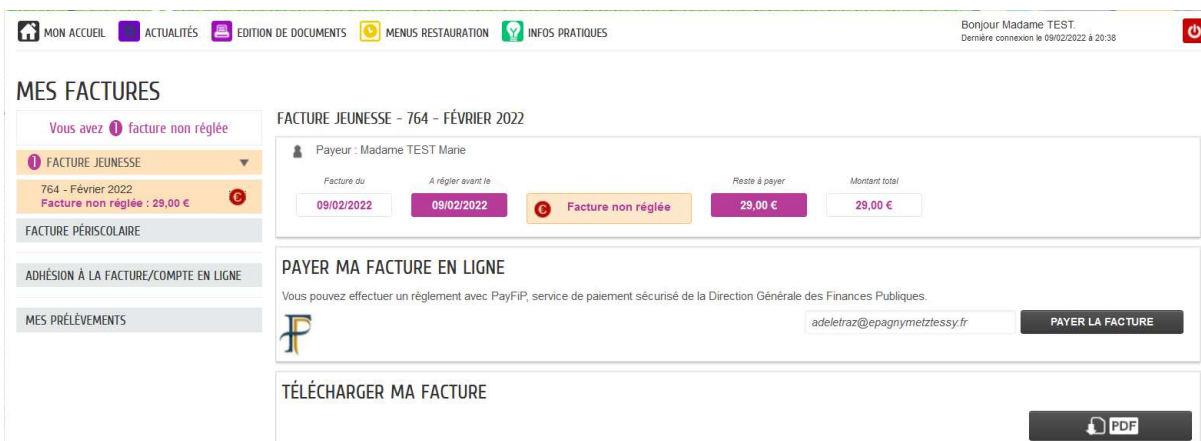 MON ACCUEIL ACTUALITÉS EDITION DE DOCUMENTS MENUS RESTAURATION INFOS PRATIQUES
Bonjour Madame TEST.
Dernière connexion le 09/02/2022 à 20:38
MES FACTURES
Vous avez 1 facture non réglée
1 FACTURE JEUNESSE
764 - Février 2022
Facture non réglée : 29,00 €
FACTURE PÉRISCOLAIRE
ADHÉSION À LA FACTURE/COMPTE EN LIGNE
MES PRÉLÈVEMENTS
FACTURE JEUNESSE - 764 - FÉVRIER 2022
Payeur : Madame TEST Marie
Facture du A régler avant le Reste à payer Montant total
09/02/2022 09/02/2022 € Facture non réglée 29,00 € 29,00 €
PAYER MA FACTURE EN LIGNE
Vous pouvez effectuer un règlement avec PayFiP, service de paiement sécurisé de la Direction Générale des Finances Publiques.
adeletraz@epagnymetztessy.fr PAYER LA FACTURE
TÉLÉCHARGER MA FACTURE
PDF